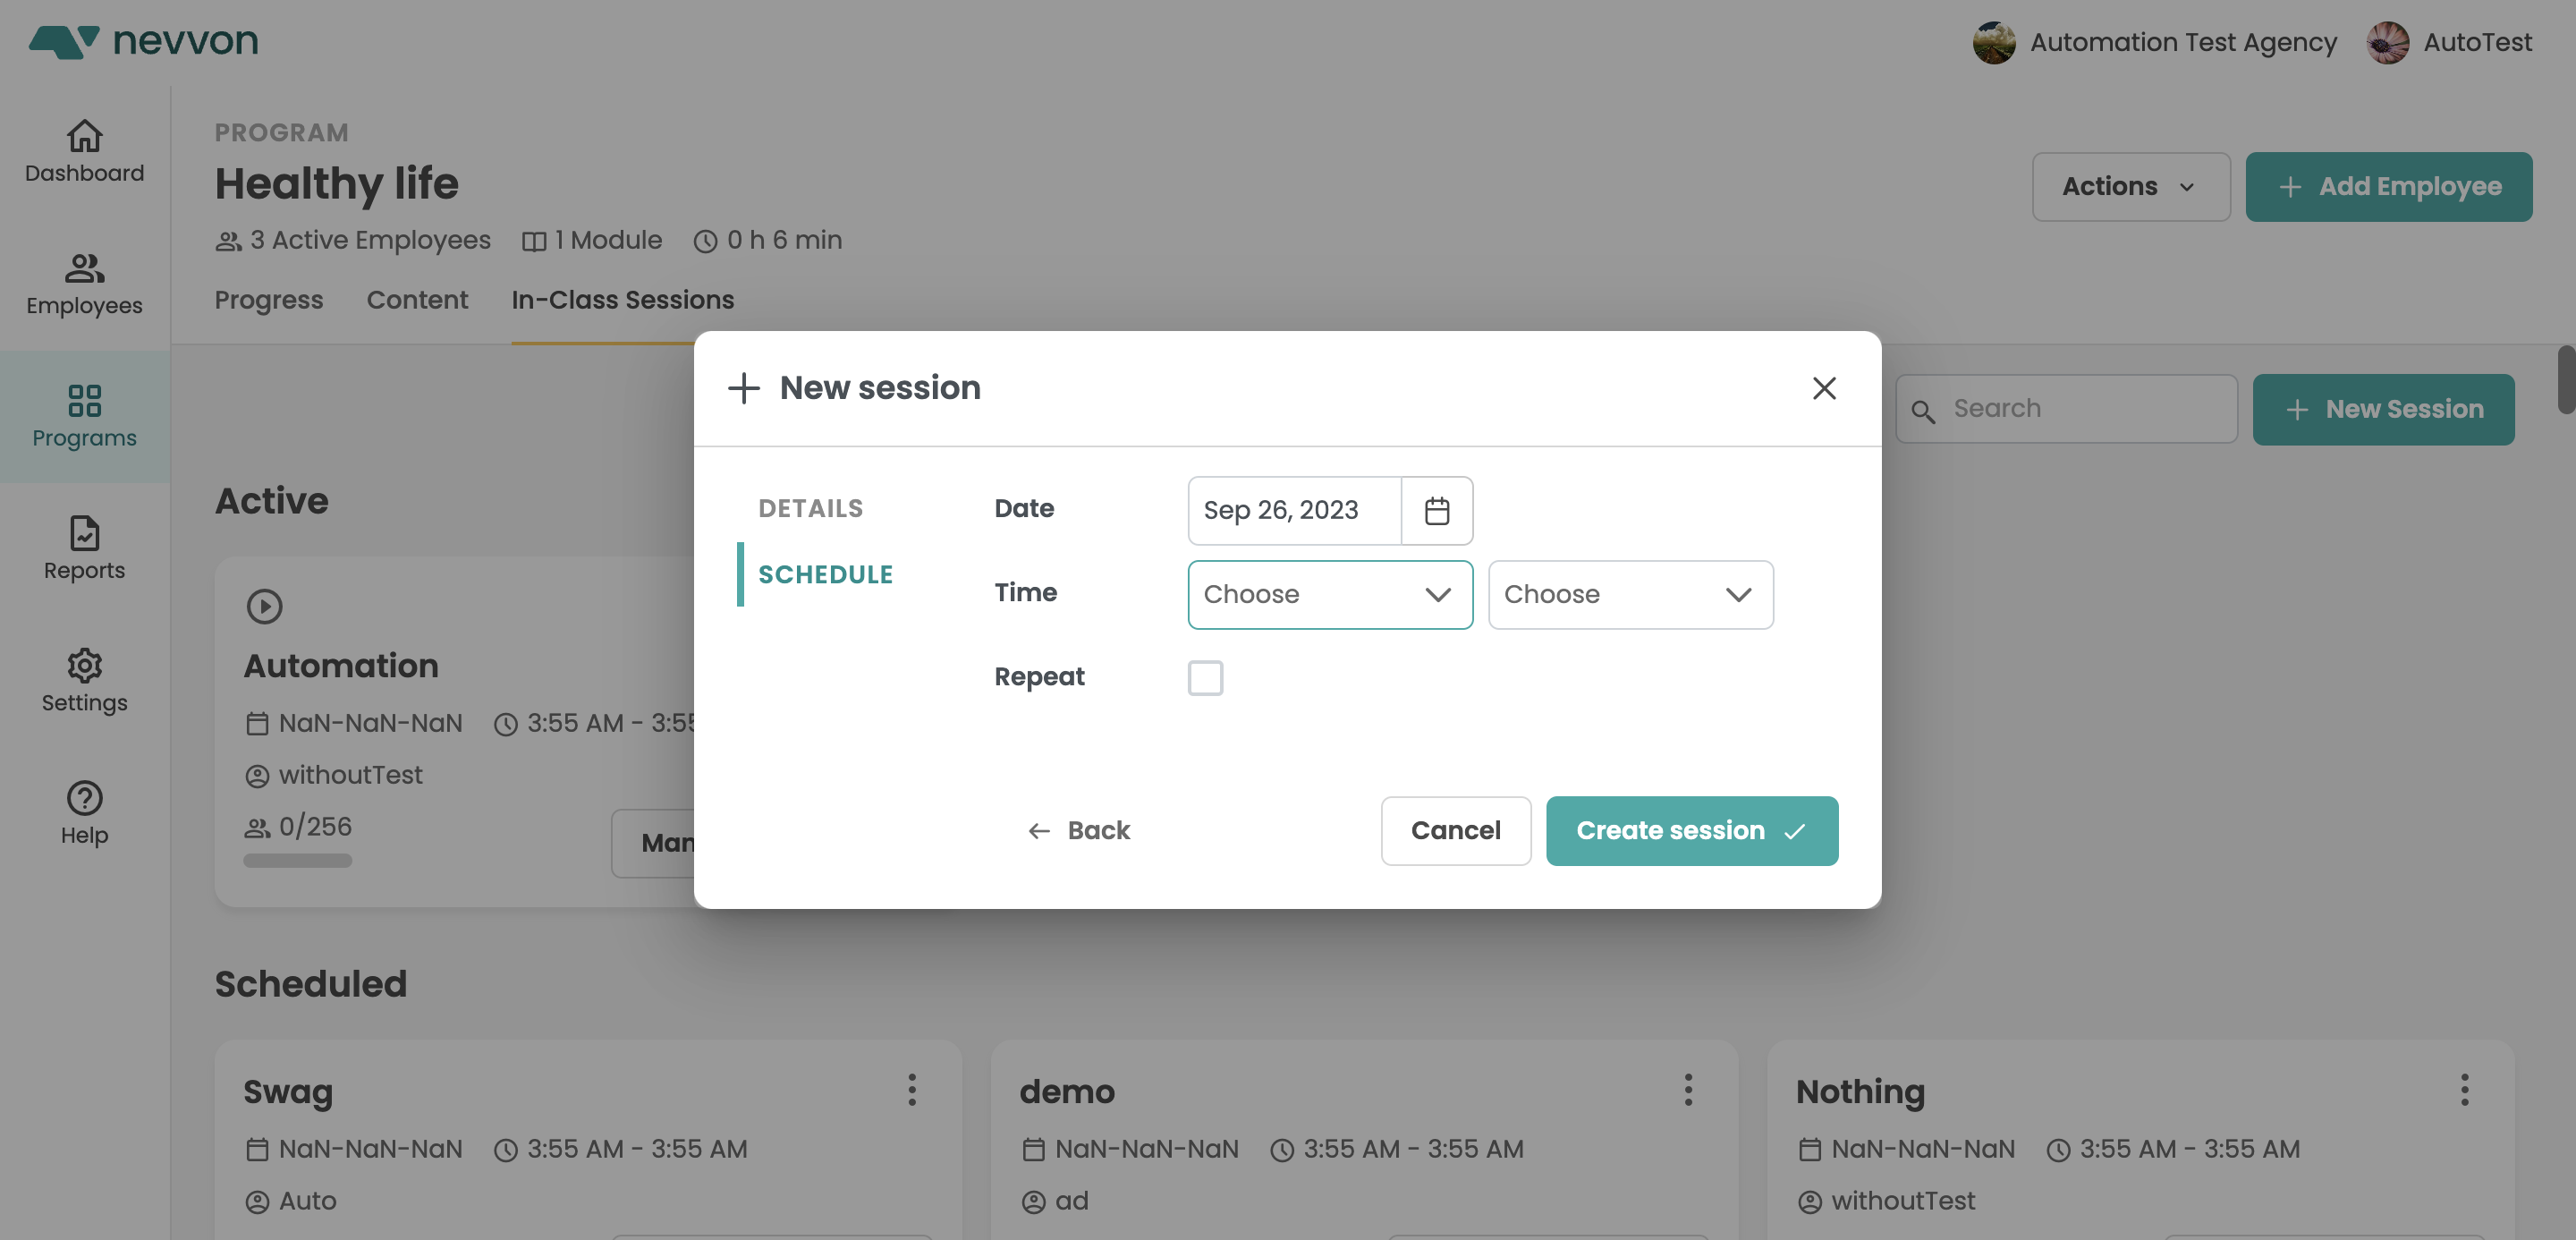 nevvon
Automation Test Agency
AutoTest
Dashboard
Employees
Programs
Reports
Settings
Help
PROGRAM
Healthy life
3 Active Employees 1 Module 0 h 6 min
Actions
+ Add Employee
Progress Content In-Class Sessions
Search
+ New Session
Active
Automation
NaN-NaN-NaN 3:55 AM - 3:55
withoutTest
0/256
Man
+ New session
DETAILS
SCHEDULE
Date Sep 26, 2023
Time Choose Choose
Repeat
← Back Cancel Create session
Scheduled
Swag
NaN-NaN-NaN 3:55 AM - 3:55 AM
Auto
demo
NaN-NaN-NaN 3:55 AM - 3:55 AM
ad
Nothing
NaN-NaN-NaN 3:55 AM - 3:55 AM
withoutTest